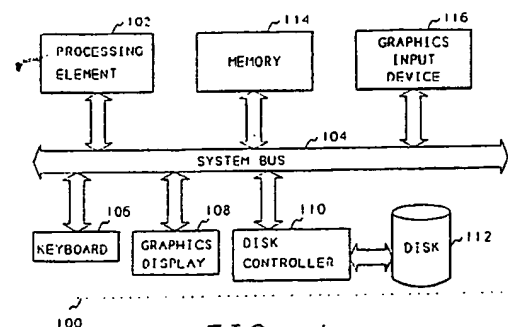 102
114
116
PROCESSING
ELEMENT
MEMORY
GRAPHICS
INPUT
DEVICE
104
SYSTEM BUS
106
108
110
KEYBOARD
GRAPHICS
DISPLAY
DISK
CONTROLLER
DISK
112
100